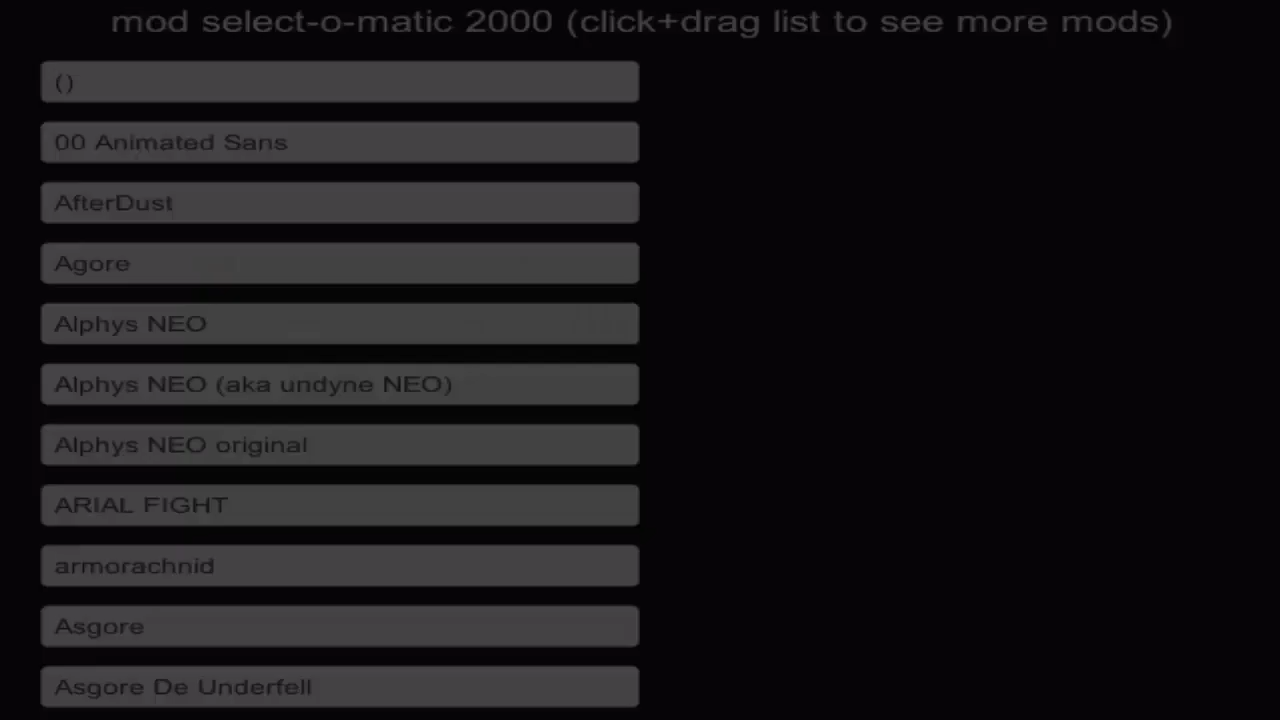 mod select-o-matic 2000 (click+drag list to see more mods)
()
00 Animated Sans
AfterDust
Agore
Alphys NEO
Alphys NEO (aka undyne NEO)
Alphys NEO original
ARIAL FIGHT
armorachnid
Asgore
Asgore De Underfell